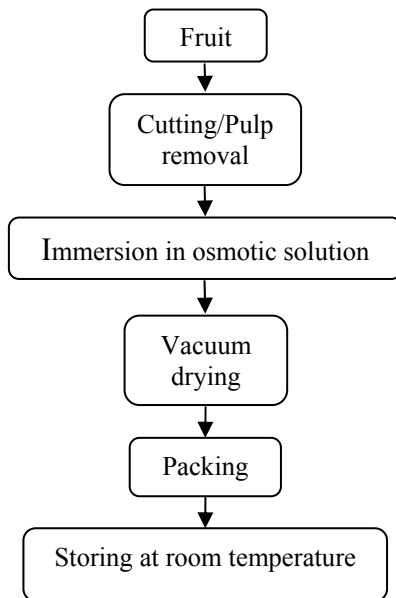 Fruit
Cutting/Pulp
removal
Immersion in osmotic solution
Vacuum
drying
Packing
Storing at room temperature